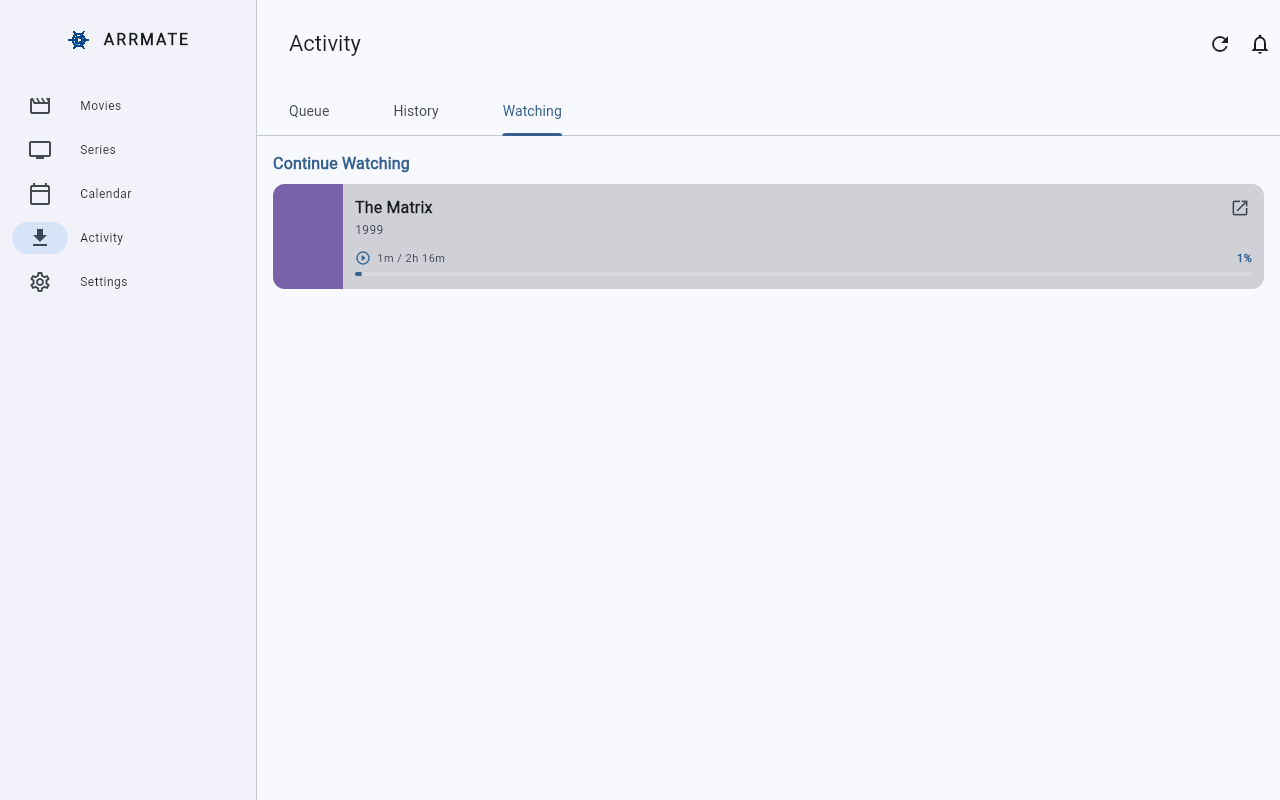 ARRMATE
Movies
Series
Calendar
Activity
Settings
Activity
Queue
History
Watching
Continue Watching
The Matrix
1999
1m / 2h 16m
1%